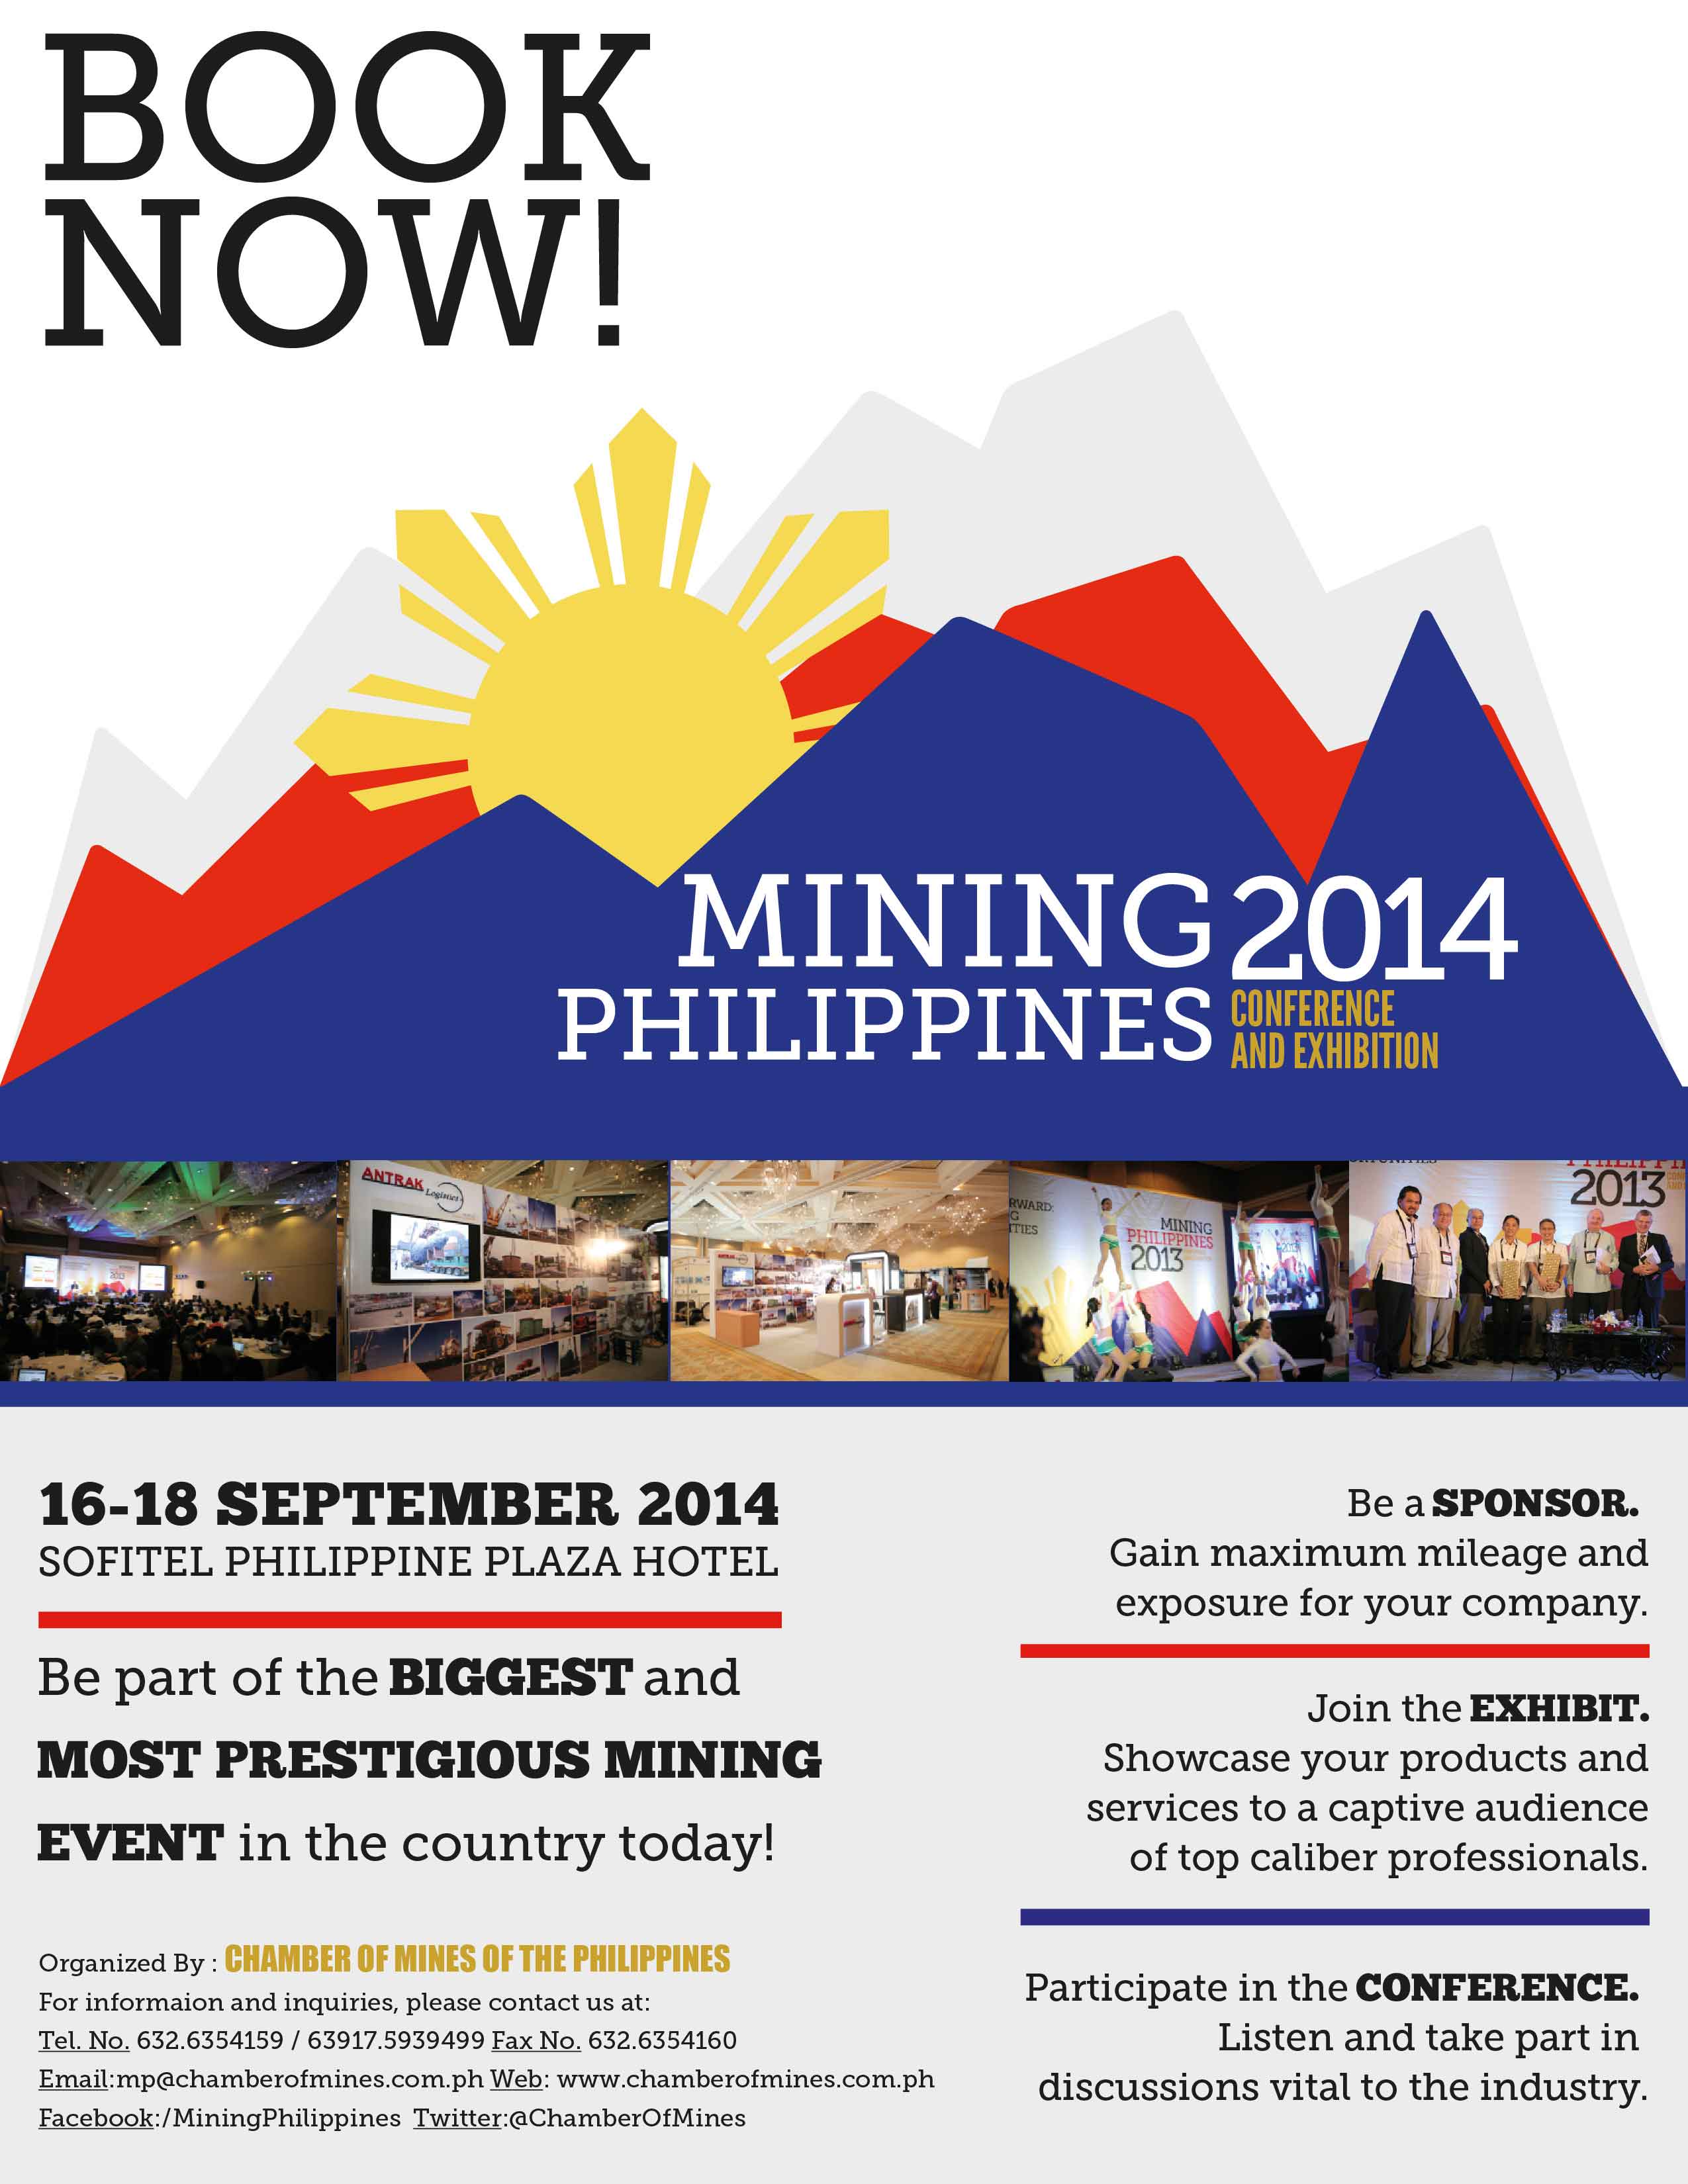 BOOK
NOW!
MINING 2014
PHILIPPINES CONFERENCE
AND EXHIBITION
ANTRAK
Logistics
MINING
PHILIPPINES
2013
2013
16-18 SEPTEMBER 2014
SOFITEL PHILIPPINE PLAZA HOTEL
Be part of the BIGGEST and
MOST PRESTIGIOUS MINING
EVENT in the country today!
Organized By : CHAMBER OF MINES OF THE PHILIPPINES
For informaion and inquiries, please contact us at:
Tel. No. 632.6354159 / 63917.5939499 Fax No. 632.6354160
Email:mp@chamberofmines.com.ph Web: www.chamberofmines.com.ph
Facebook:/MiningPhilippines Twitter:@ChamberOfMines
Be a SPONSOR.
Gain maximum mileage and
exposure for your company.
Join the EXHIBIT.
Showcase your products and
services to a captive audience
of top caliber professionals.
Participate in the CONFERENCE.
Listen and take part in
discussions vital to the industry.